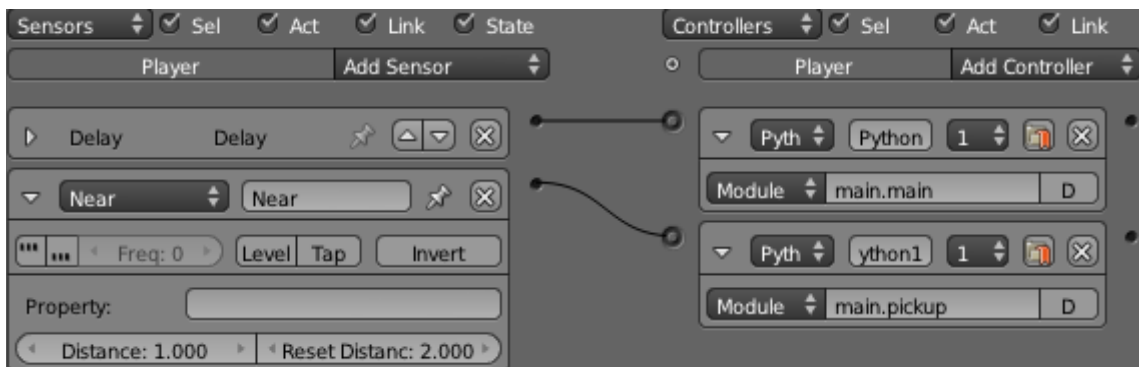 Sensors Sel Act Link State
Controllers Sel Act Link
Player Add Sensor
Player Add Controller
Delay Delay
Near Near
Freq: 0 Level Tap Invert
Property:
Distance: 1.000 Reset Distanc: 2.000
Pyth Python 1
Module main.main D
Pyth ython1 1
Module main.pickup D